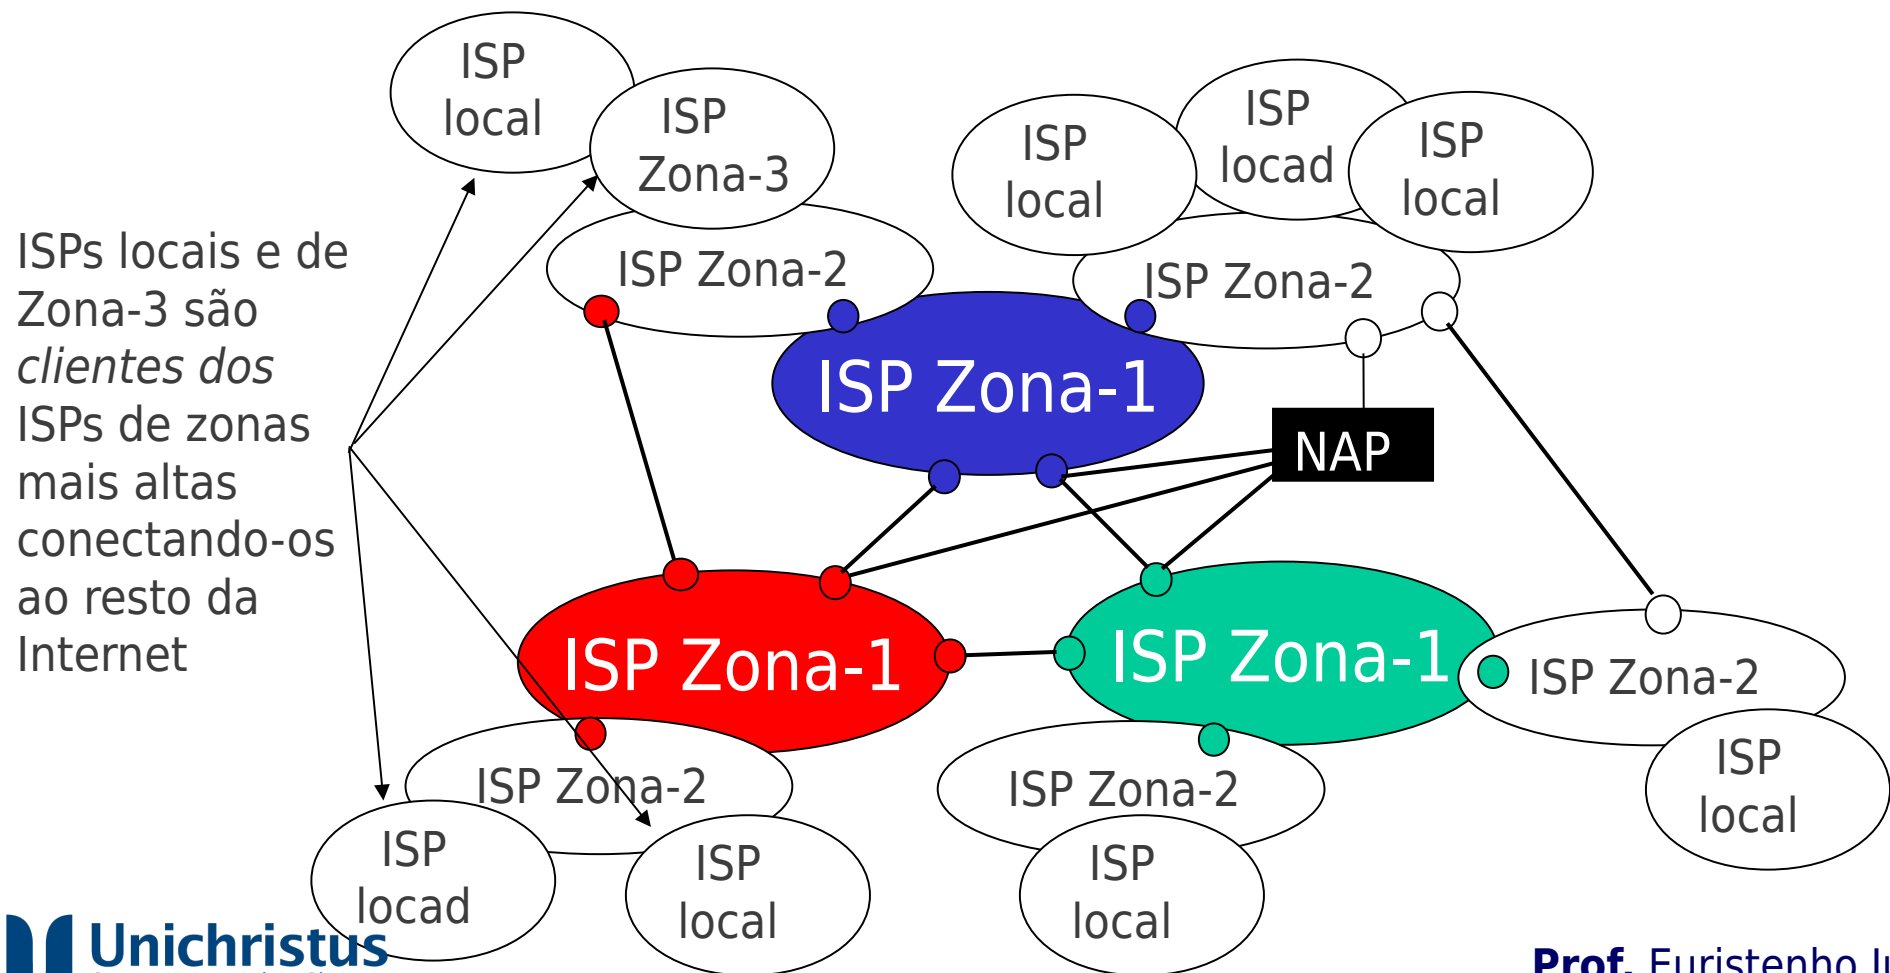 ISP
local
ISP
Zona-3
ISP
local
ISP
locad
ISP
local
ISPs locais e de
Zona-3 são
clientes dos
ISPs de zonas
mais altas
conectando-os
ao resto da
Internet
ISP Zona-2
ISP Zona-2
ISP Zona-1
NAP
ISP Zona-1
ISP Zona-1
ISP Zona-2
ISP Zona-2
ISP Zona-2
ISP
local
ISP
locad
ISP
local
ISP
local
Unichristus
Prof. Euristenho